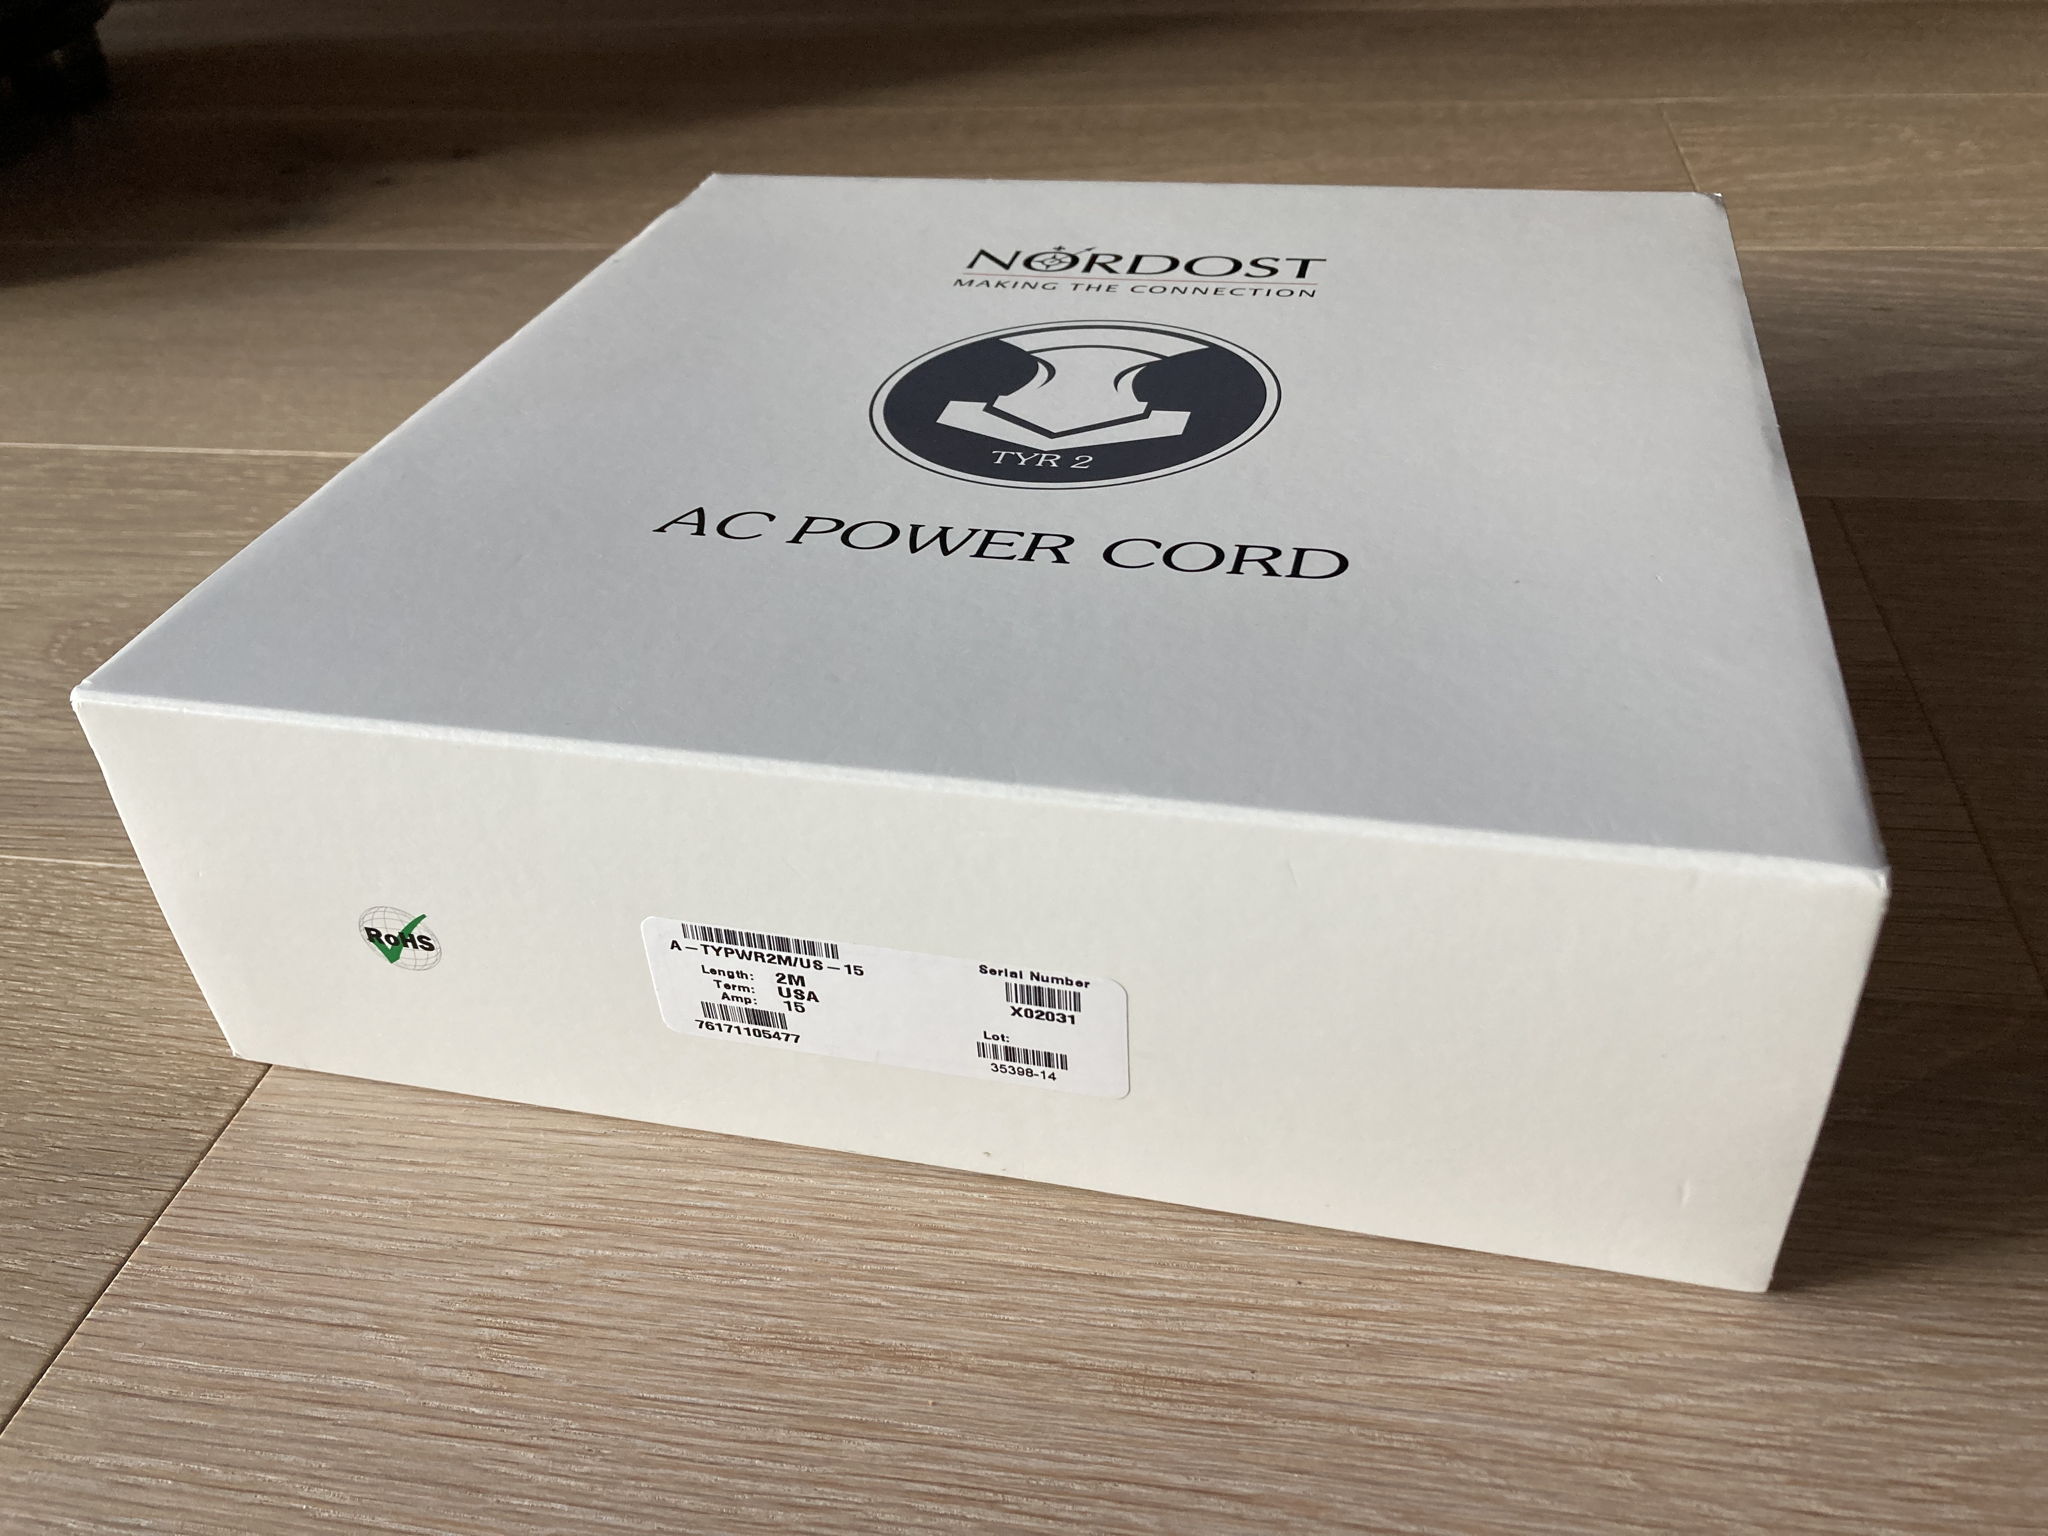 NORDOST
MAKING THE CONNECTION
TYR 2
AC POWER CORD
RoHS
A-TYPWR2M/US-15
Length: 2M
Term: USA
Amp: 15
76171105477
Serial Number
X02031
Lot:
35398-14